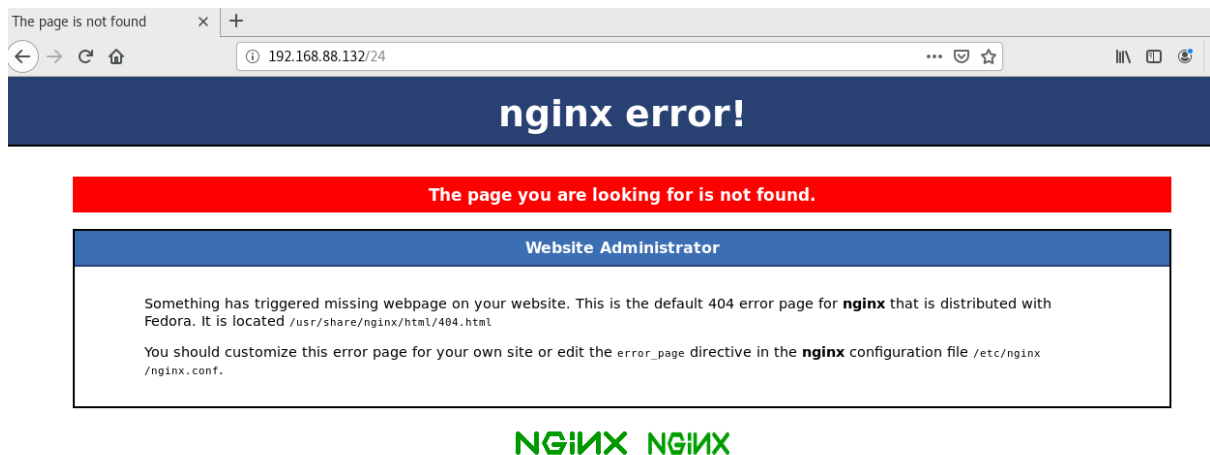 The page is not found
192.168.88.132/24
nginx error!
The page you are looking for is not found.
Website Administrator
Something has triggered missing webpage on your website. This is the default 404 error page for nginx that is distributed with
Fedora. It is located /usr/share/nginx/html/404.html
You should customize this error page for your own site or edit the error_page directive in the nginx configuration file /etc/nginx
/nginx.conf.
NGiNX NGiNX